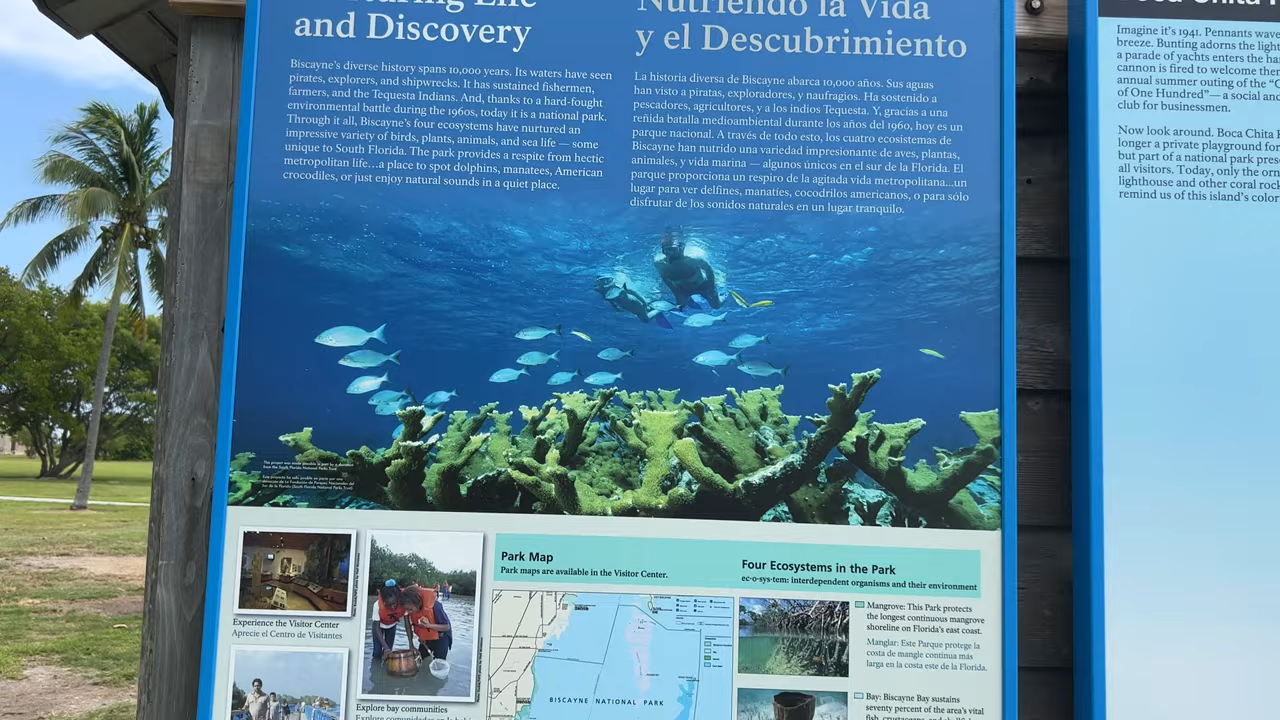 and Discovery
Biscayne's diverse history spans 10,000 years. Its waters have seen
pirates, explorers, and shipwrecks. It has sustained fishermen,
farmers, and the Tequesta Indians. And, thanks to a hard-fought
environmental battle during the 1960s, today it is a national park.
Through it all, Biscayne's four ecosystems have nurtured an
impressive variety of birds, plants, animals, and sea life — some
unique to South Florida. The park provides a respite from hectic
metropolitan life...a place to spot dolphins, manatees, American
crocodiles, or just enjoy natural sounds in a quiet place.
Nutriendo la Vida
y el Descubrimiento
La historia diversa de Biscayne abarca 10,000 años. Sus aguas
han visto a piratas, exploradores, y naufragios. Ha sostenido a
pescadores, agricultores, y a los indios Tequesta. Y, gracias a una
reñida batalla medioambiental durante los años del 1960, hoy es un
parque nacional. A través de todo esto, los cuatro ecosistemas de
Biscayne han nutrido una variedad impresionante de aves, plantas,
animales, y vida marina — algunos únicos en el sur de la Florida. El
parque proporciona un respiro de la agitada vida metropolitana...un
lugar para ver delfines, manatíes, cocodrilos americanos, o para sólo
disfrutar de los sonidos naturales en un lugar tranquilo.
Experience the Visitor Center
Aprecie el Centro de Visitantes
Explore bay communities
Park Map
Park maps are available in the Visitor Center.
BISCAYNE NATIONAL PARK
Four Ecosystems in the Park
ec·o·sys·tem: interdependent organisms and their environment
Mangrove: This Park protects
the longest continuous mangrove
shoreline on Florida's east coast.
Manglar: Este Parque protege la
costa de mangle continua más
larga en la costa este de la Florida.
Bay: Biscayne Bay sustains
seventy percent of the area's vital
Imagine it's 1941. Pennants wave
breeze. Bunting adorns the light
a parade of yachts enters the ha
cannon is fired to welcome them
annual summer outing of the "C
of One Hundred"— a social and
club for businessmen.
Now look around. Boca Chita
longer a private playground for
but part of a national park pres
all visitors. Today, only the orn
lighthouse and other coral rock
remind us of this island's color